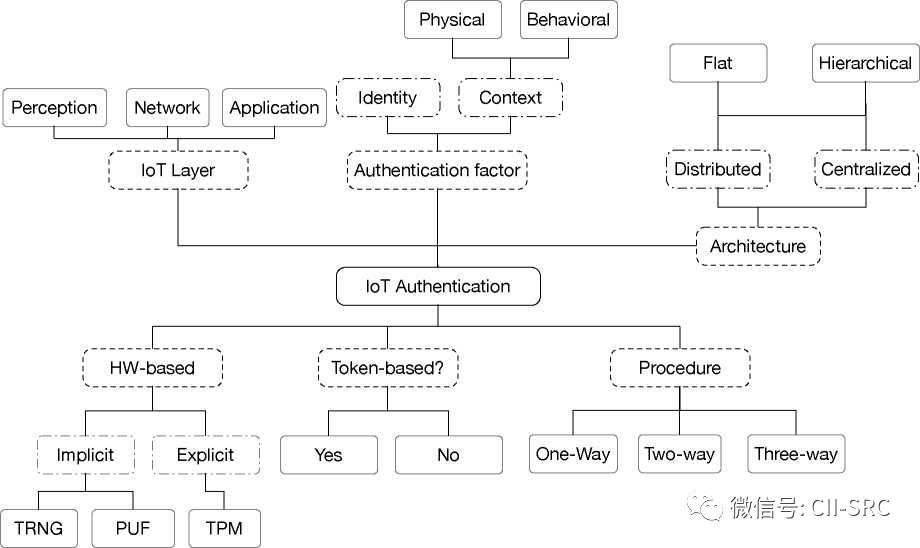 Physical
Behavioral
Flat
Hierarchical
Identity
Context
Perception
Network
Application
IoT Layer
Authentication factor
Distributed
Centralized
Architecture
IoT Authentication
HW-based
Token-based?
Procedure
Implicit
Explicit
Yes
No
One-Way
Two-way
Three-way
TRNG
PUF
TPM
微信号: CII-SRC